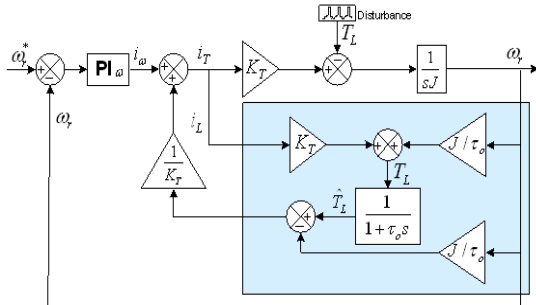 Disturbance
ω*r
+
−
PI ω
iω
+
+
iT
KT
TL
−
+
1
sJ
ωr
ωr
iL
1
KT
KT
+
+
J / τo
TL
T̂L
1
1+τos
+
−
J / τo